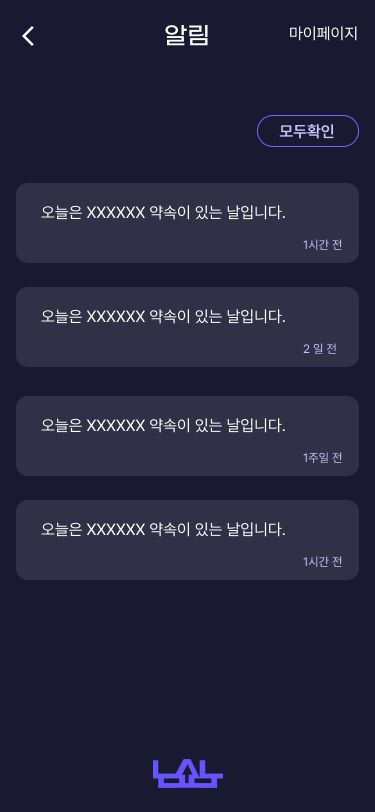 알림
마이페이지
모두확인
오늘은 XXXXXX 약속이 있는 날입니다.
1시간 전
오늘은 XXXXXX 약속이 있는 날입니다.
2 일 전
오늘은 XXXXXX 약속이 있는 날입니다.
1주일 전
오늘은 XXXXXX 약속이 있는 날입니다.
1시간 전